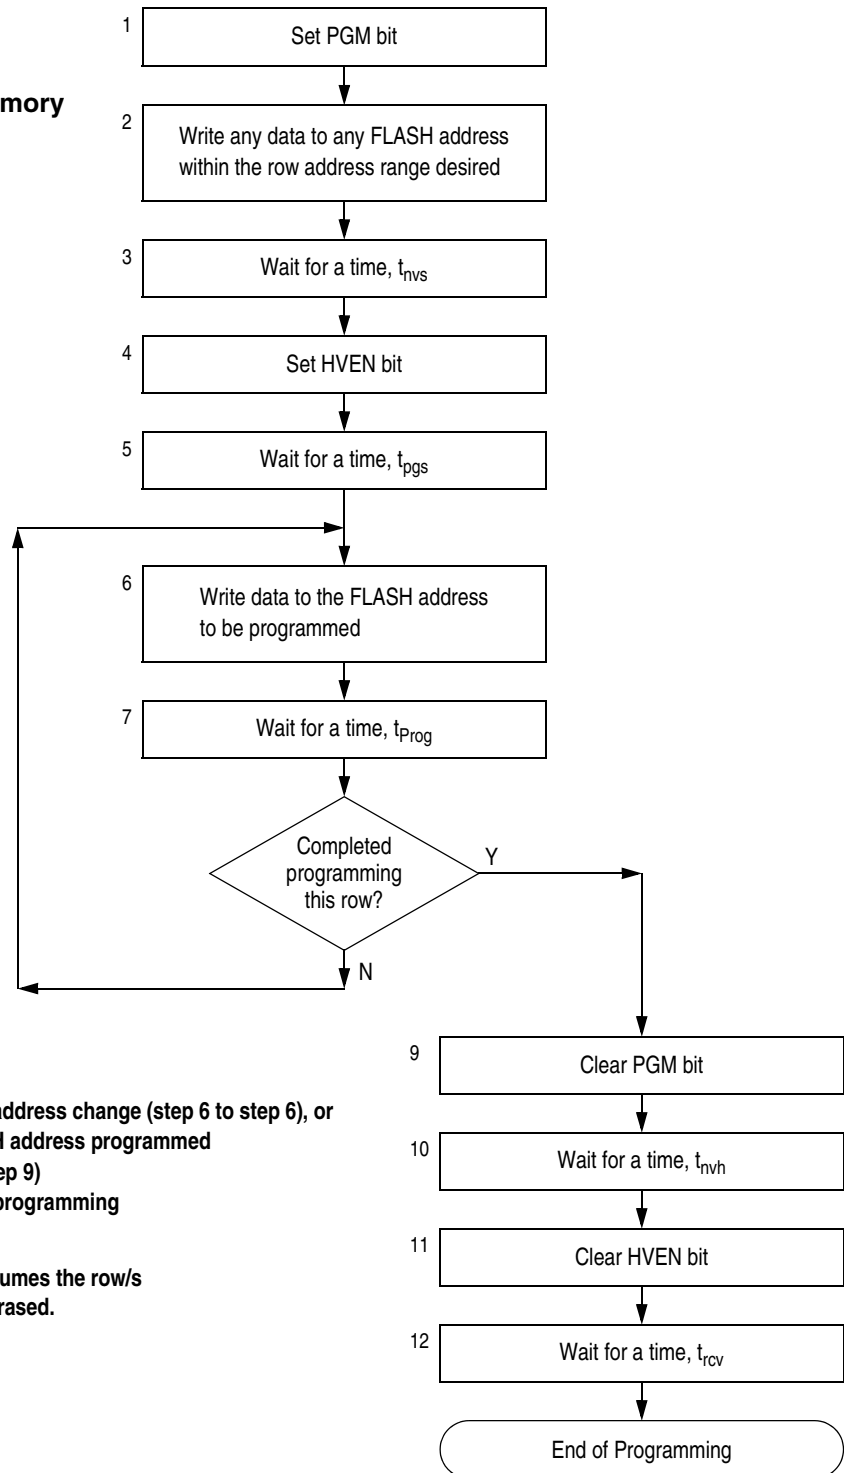 1
Set PGM bit
mory
2
Write any data to any FLASH address
within the row address range desired
3
Wait for a time, tnvs
4
Set HVEN bit
5
Wait for a time, tpgs
6
Write data to the FLASH address
to be programmed
7
Wait for a time, tProg
Completed
programming
this row?
Y
N
9
Clear PGM bit
address change (step 6 to step 6), or
H address programmed
ep 9)
programming
10
Wait for a time, tnvh
11
Clear HVEN bit
umes the row/s
rased.
12
Wait for a time, trcv
End of Programming